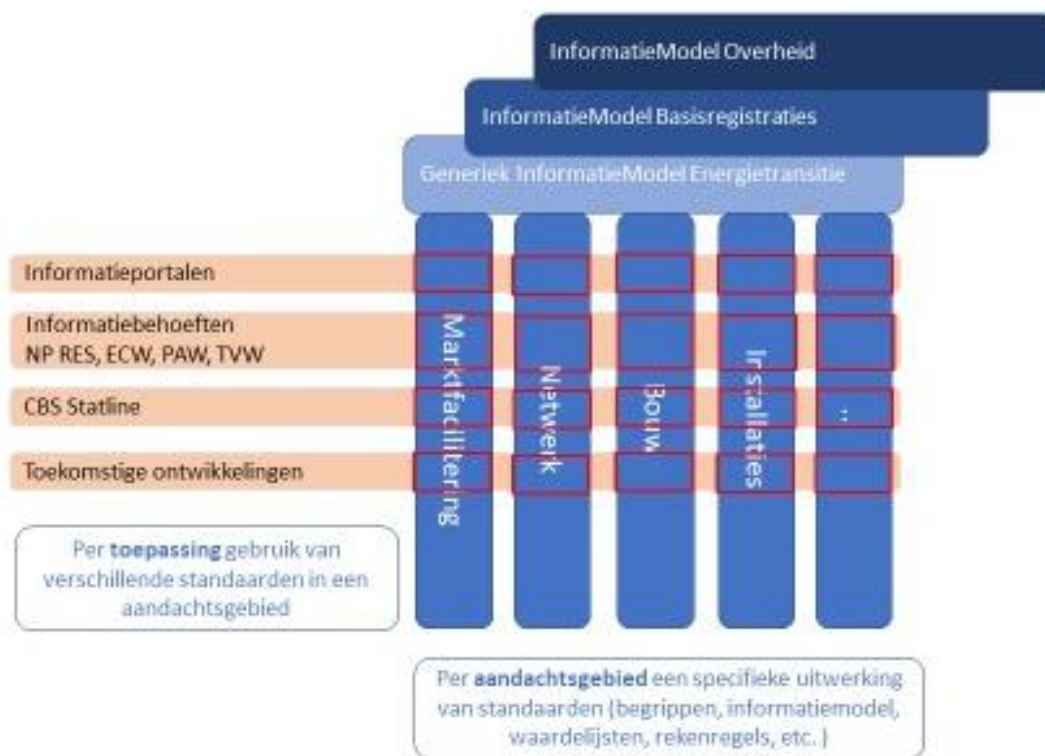 InformatieModel Overheid
InformatieModel Basisregistraties
Generiek InformatieModel Energietransitie
Informatieportalen
Informatiebehoeften
NP RES, ECW, PAW, TVW
CBS Statline
Toekomstige ontwikkelingen
Marktfacilitering
Netwerk
Bouw
Installaties
..
Per toepassing gebruik van
verschillende standaarden in een
aandachtsgebied
Per aandachtsgebied een specifieke uitwerking
van standaarden (begrippen, informatiemodel,
waardelijsten, rekenregels, etc. )